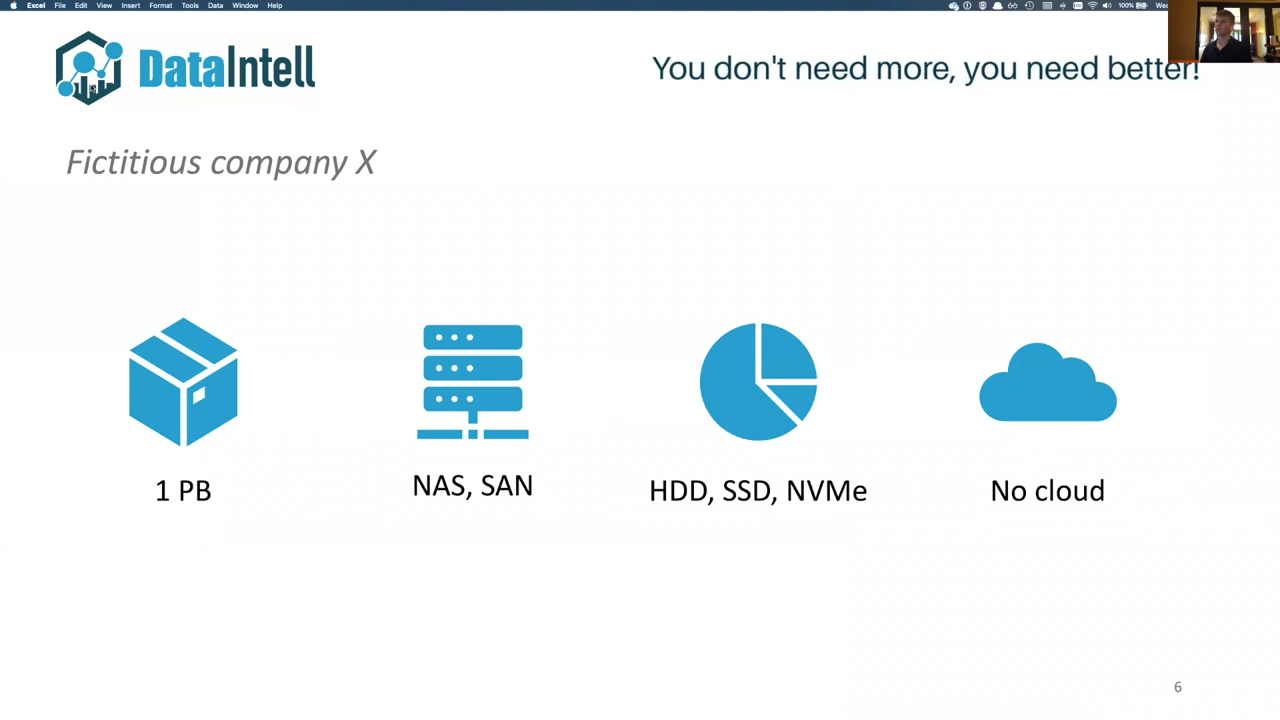 Excel File Edit View Insert Format Tools Data Window Help
100%
DataIntell
You don't need more, you need better!
Fictitious company X
1 PB
NAS, SAN
HDD, SSD, NVMe
No cloud
6